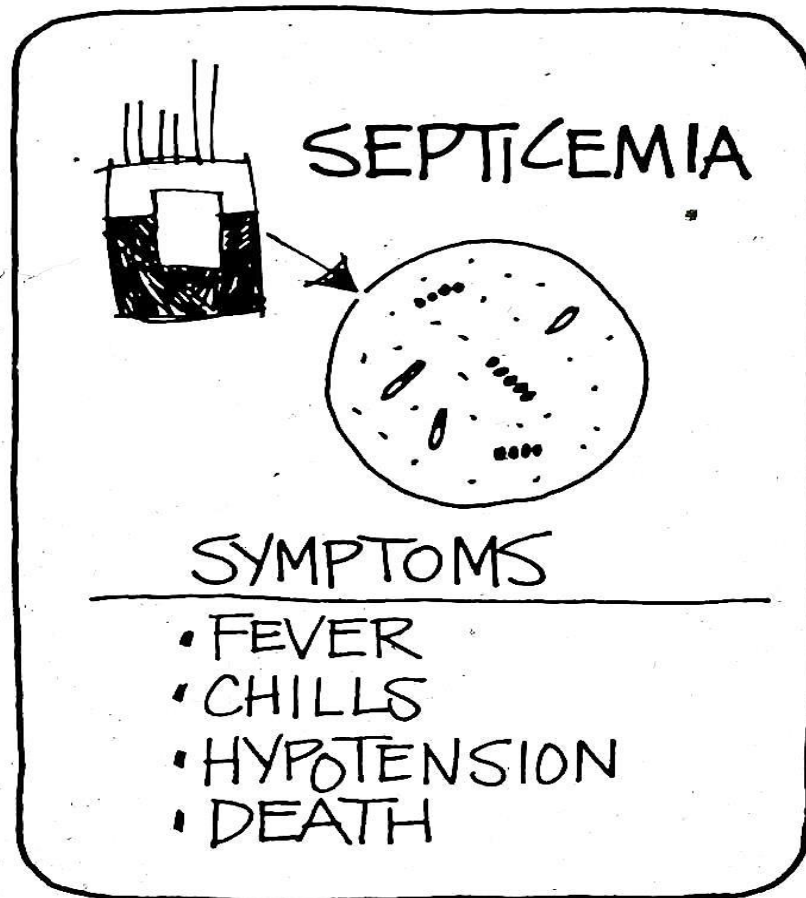 SEPTICEMIA
SYMPTOMS
• FEVER
• CHILLS
• HYPOTENSION
• DEATH